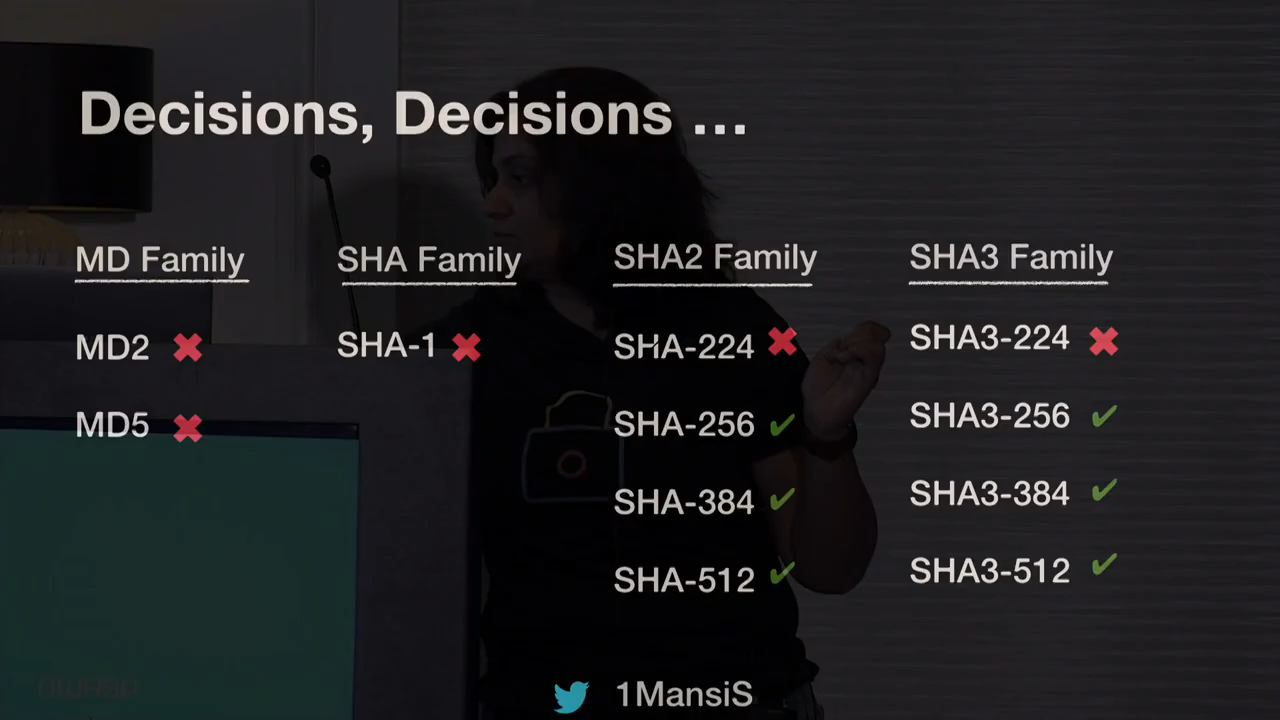 Decisions, Decisions ...
MD Family
MD2 ✖
MD5 ✖
SHA Family
SHA-1 ✖
SHA2 Family
SHA-224 ✖
SHA-256 ✔
SHA-384 ✔
SHA-512 ✔
SHA3 Family
SHA3-224 ✖
SHA3-256 ✔
SHA3-384 ✔
SHA3-512 ✔
1MansiS